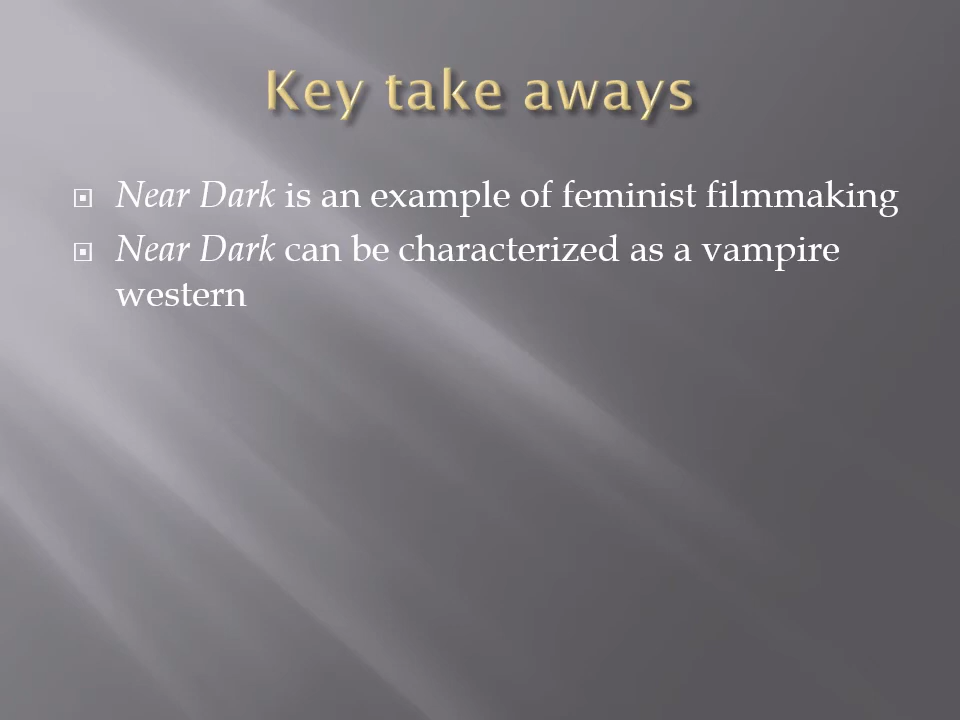 Key take aways
Near Dark is an example of feminist filmmaking
Near Dark can be characterized as a vampire
western